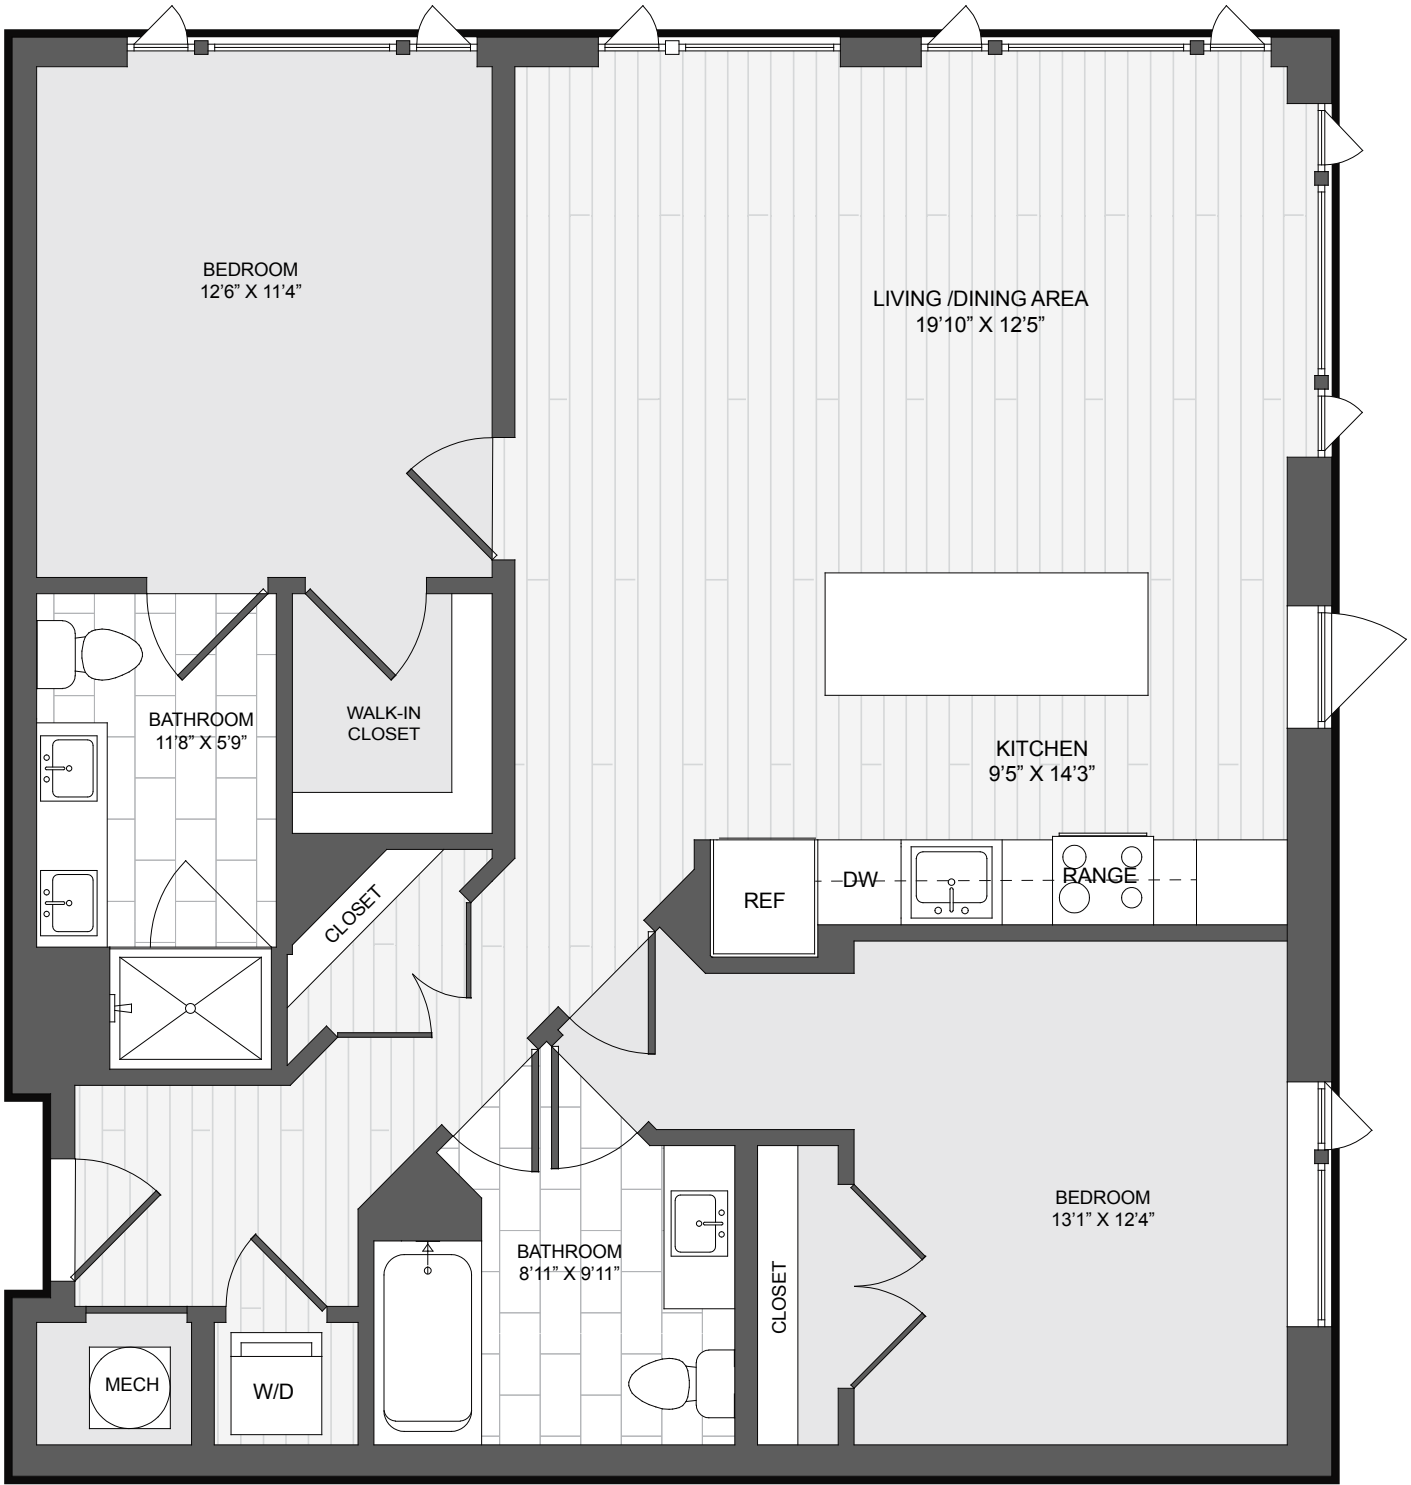 BEDROOM
12’6” X 11’4”
LIVING /DINING AREA
19’10” X 12’5”
BATHROOM
11’8” X 5’9”
WALK-IN
CLOSET
KITCHEN
9’5” X 14’3”
CLOSET
REF
DW
RANGE
BEDROOM
13’1” X 12’4”
BATHROOM
8’11” X 9’11”
CLOSET
MECH
W/D